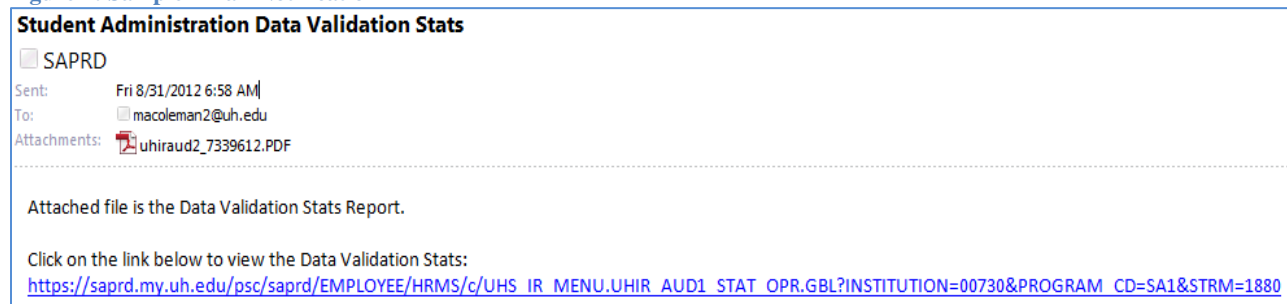 Student Administration Data Validation Stats
SAPRD
Sent: Fri 8/31/2012 6:58 AM
To: macoleman2@uh.edu
Attachments: uhiraud2_7339612.PDF
Attached file is the Data Validation Stats Report.
Click on the link below to view the Data Validation Stats:
https://saprd.my.uh.edu/psc/saprd/EMPLOYEE/HRMS/c/UHS_IR_MENU.UHIR_AUD1_STAT_OPR.GBL?INSTITUTION=00730&PROGRAM_CD=SA1&STRM=1880